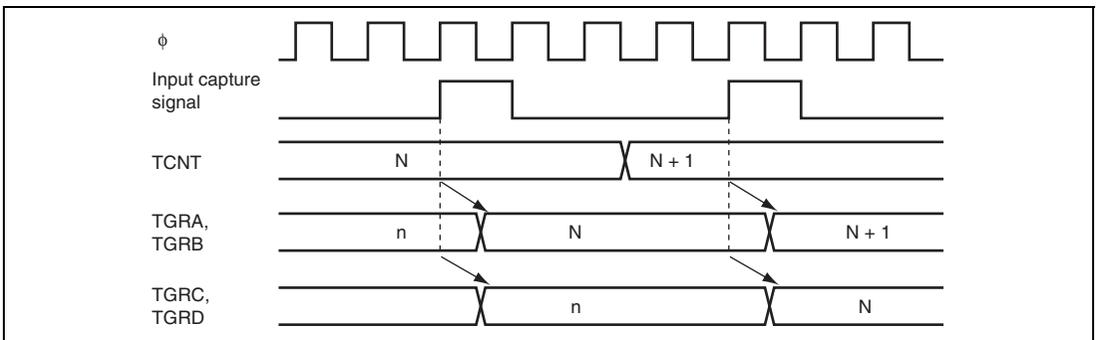 ϕ
Input capture
signal
TCNT
N
N + 1
TGRA,
TGRB
n
N
N + 1
TGRC,
TGRD
n
N